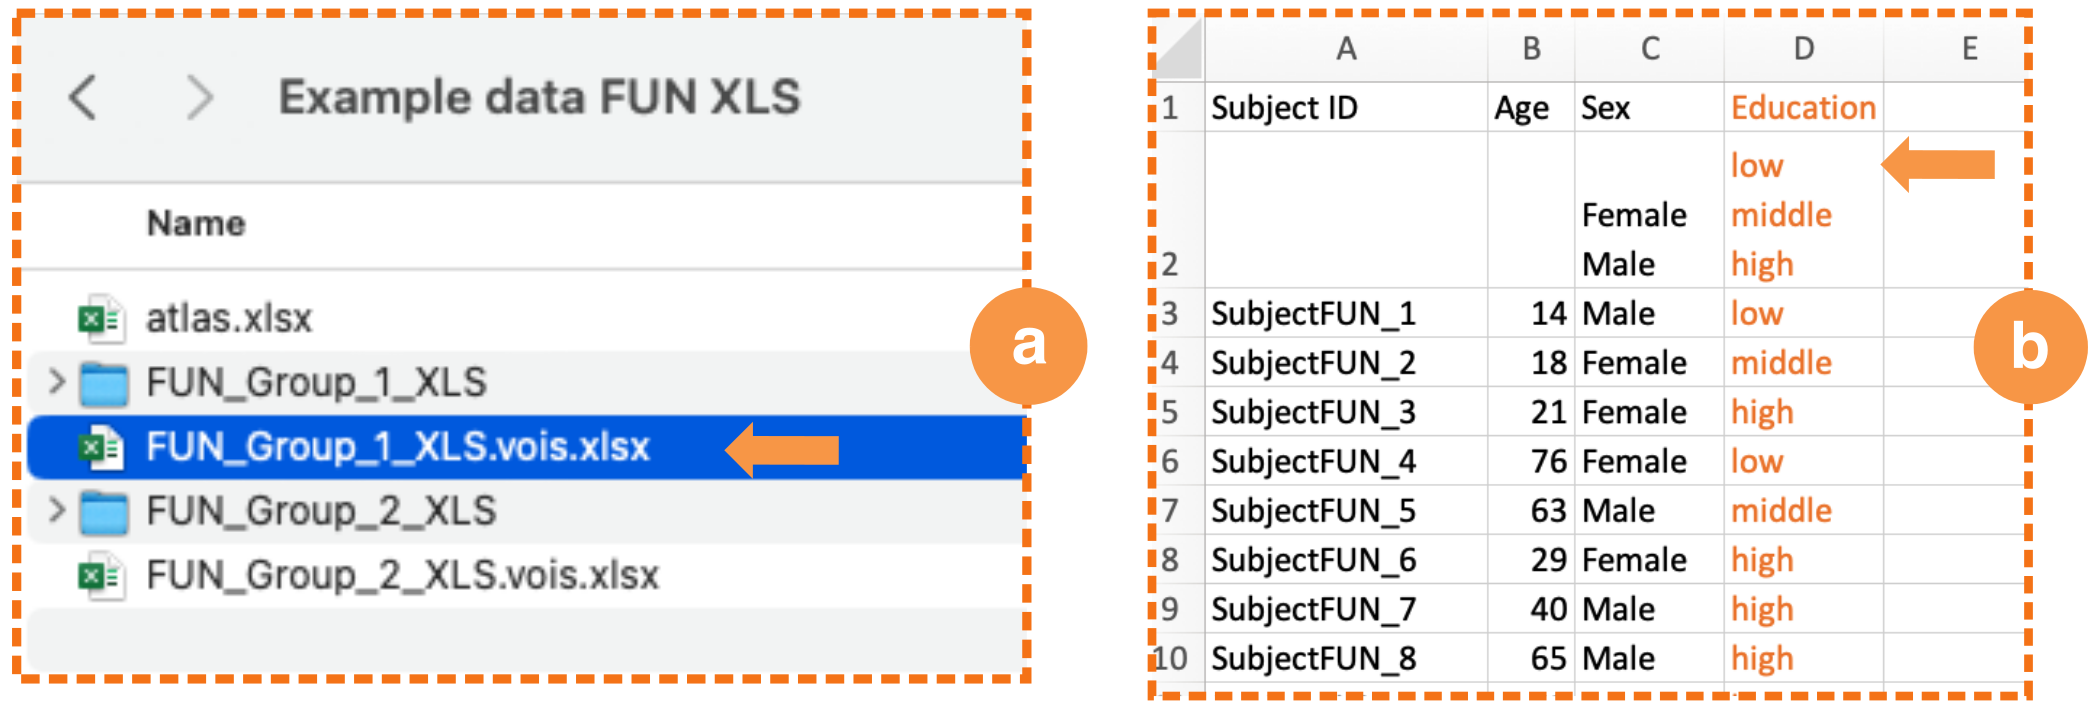 Example data FUN XLS
Name
atlas.xlsx
FUN_Group_1_XLS
FUN_Group_1_XLS.vois.xlsx
FUN_Group_2_XLS
FUN_Group_2_XLS.vois.xlsx
a
A B C D E
1 Subject ID Age Sex Education
low
Female middle
2 Male high
3 SubjectFUN_1 14 Male low
4 SubjectFUN_2 18 Female middle
5 SubjectFUN_3 21 Female high
6 SubjectFUN_4 76 Female low
7 SubjectFUN_5 63 Male middle
8 SubjectFUN_6 29 Female high
9 SubjectFUN_7 40 Male high
10 SubjectFUN_8 65 Male high
b